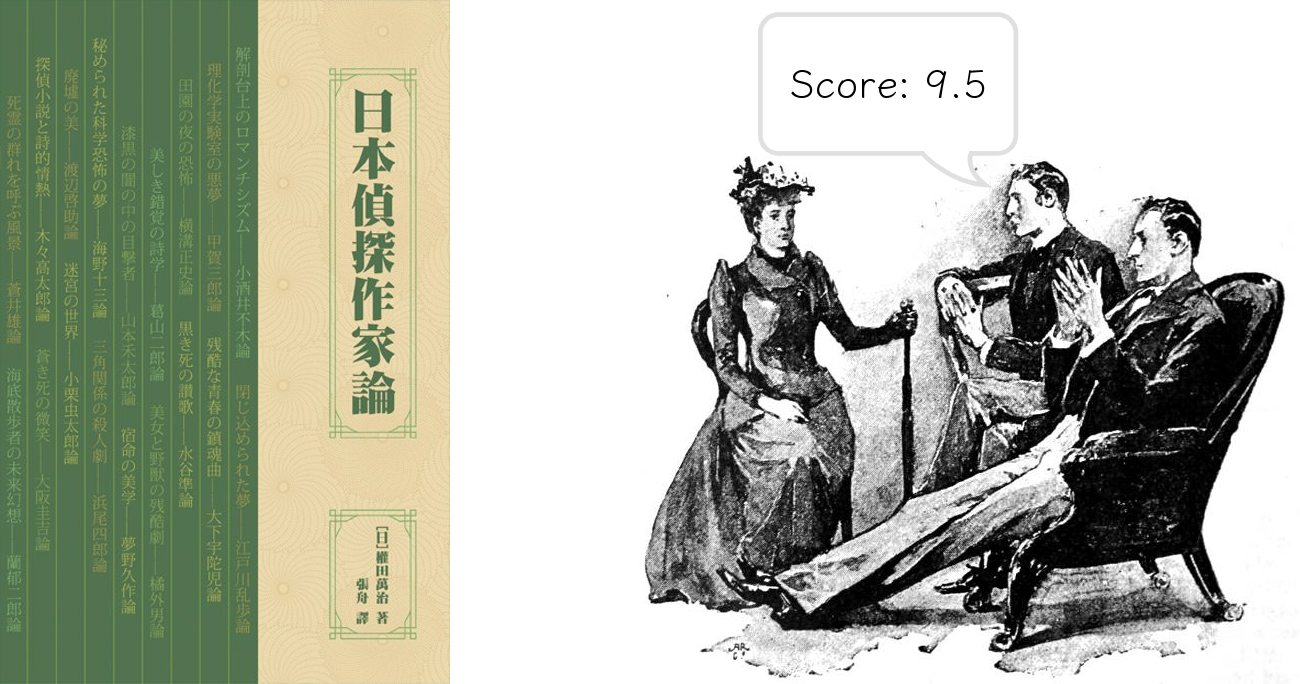 日本偵探作家論
[日]權田萬治 著
張舟 譯
解剖台上のロマンチシズム——小酒井不木論 閉じ込められた夢——江戸川乱歩論
理化学実験室の悪夢——甲賀三郎論 残酷な青春の鎮魂曲——大下宇陀児論
田園の夜の恐怖——横溝正史論 黒き死の讃歌——水谷準論
美しき錯覚の詩学——葛山二郎論 美女と野獣の残酷劇——橘外男論
漆黒の闇の中の目撃者——山本禾太郎論 宿命の美学——夢野久作論
秘められた科学恐怖の夢——海野十三論 三角関係の殺人劇——浜尾四郎論
廃墟の美——渡辺啓助論 迷宮の世界——小栗虫太郎論
探偵小説と詩的情熱——木々高太郎論 蒼き死の微笑——大阪圭吉論
死霊の群れを呼ぶ風景——蒼井雄論 海底散歩者の未来幻想——蘭郁二郎論
Score: 9.5